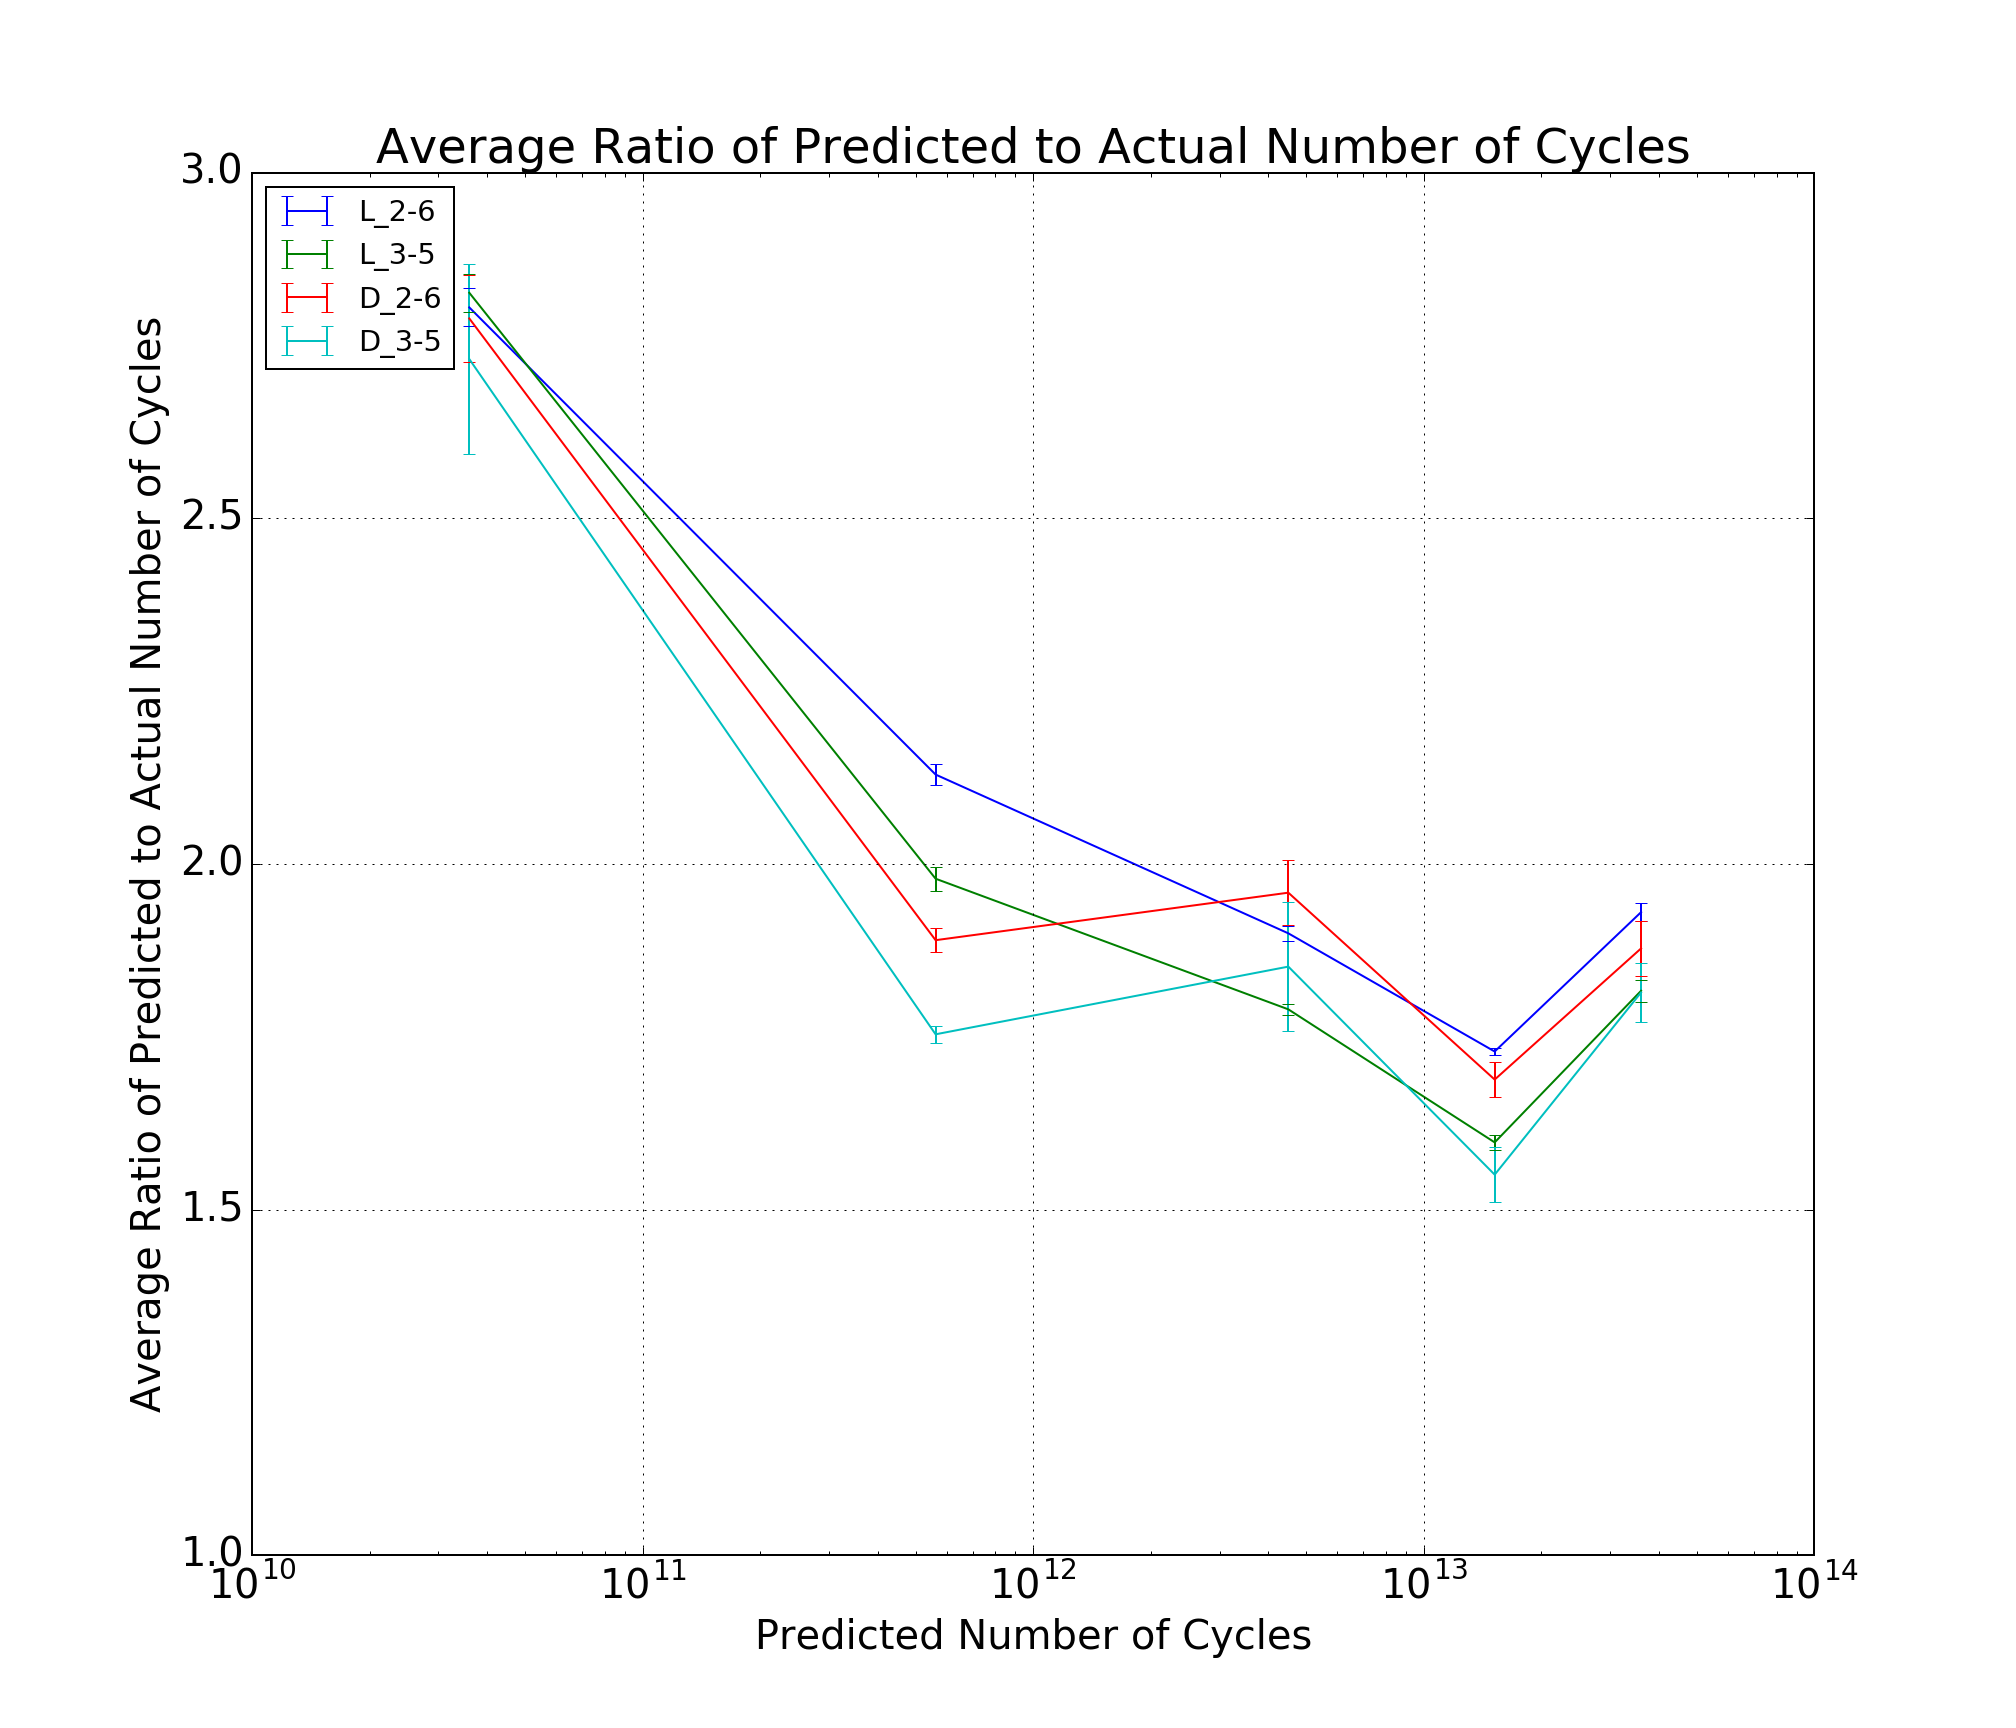 Average Ratio of Predicted to Actual Number of Cycles
3.0
2.5
2.0
1.5
1.0
Average Ratio of Predicted to Actual Number of Cycles
L_2-6
L_3-5
D_2-6
D_3-5
10^10 10^11 10^12 10^13 10^14
Predicted Number of Cycles